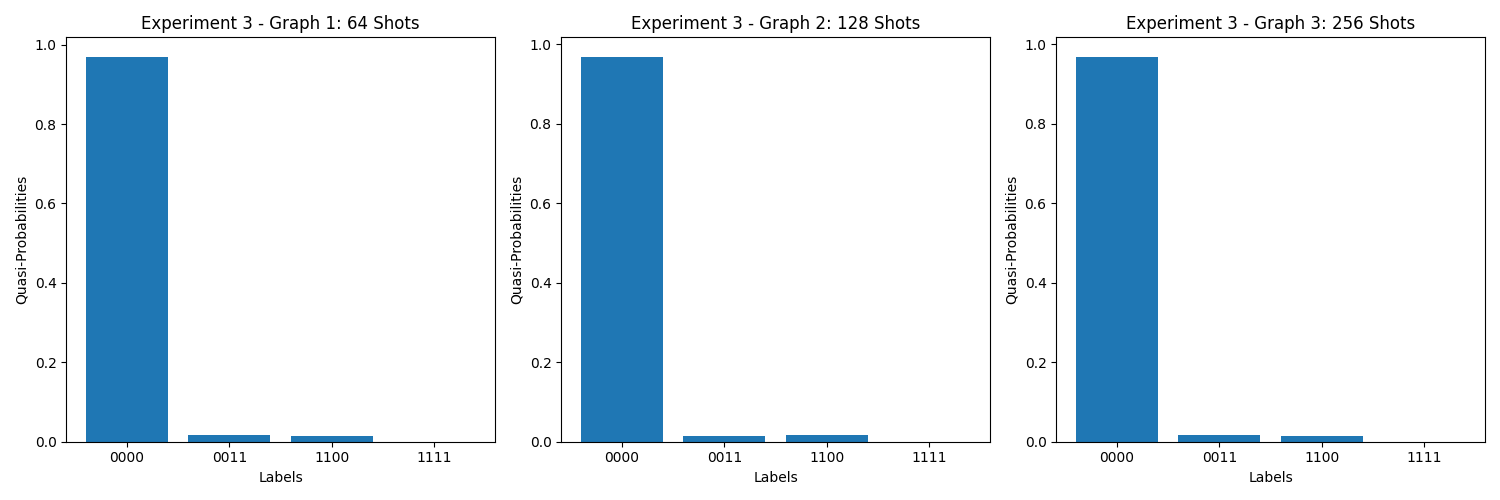 Experiment 3 - Graph 1: 64 Shots
1.0
0.8
0.6
0.4
0.2
0.0
Quasi-Probabilities
0000 0011 1100 1111
Labels
Experiment 3 - Graph 2: 128 Shots
1.0
0.8
0.6
0.4
0.2
0.0
Quasi-Probabilities
0000 0011 1100 1111
Labels
Experiment 3 - Graph 3: 256 Shots
1.0
0.8
0.6
0.4
0.2
0.0
Quasi-Probabilities
0000 0011 1100 1111
Labels